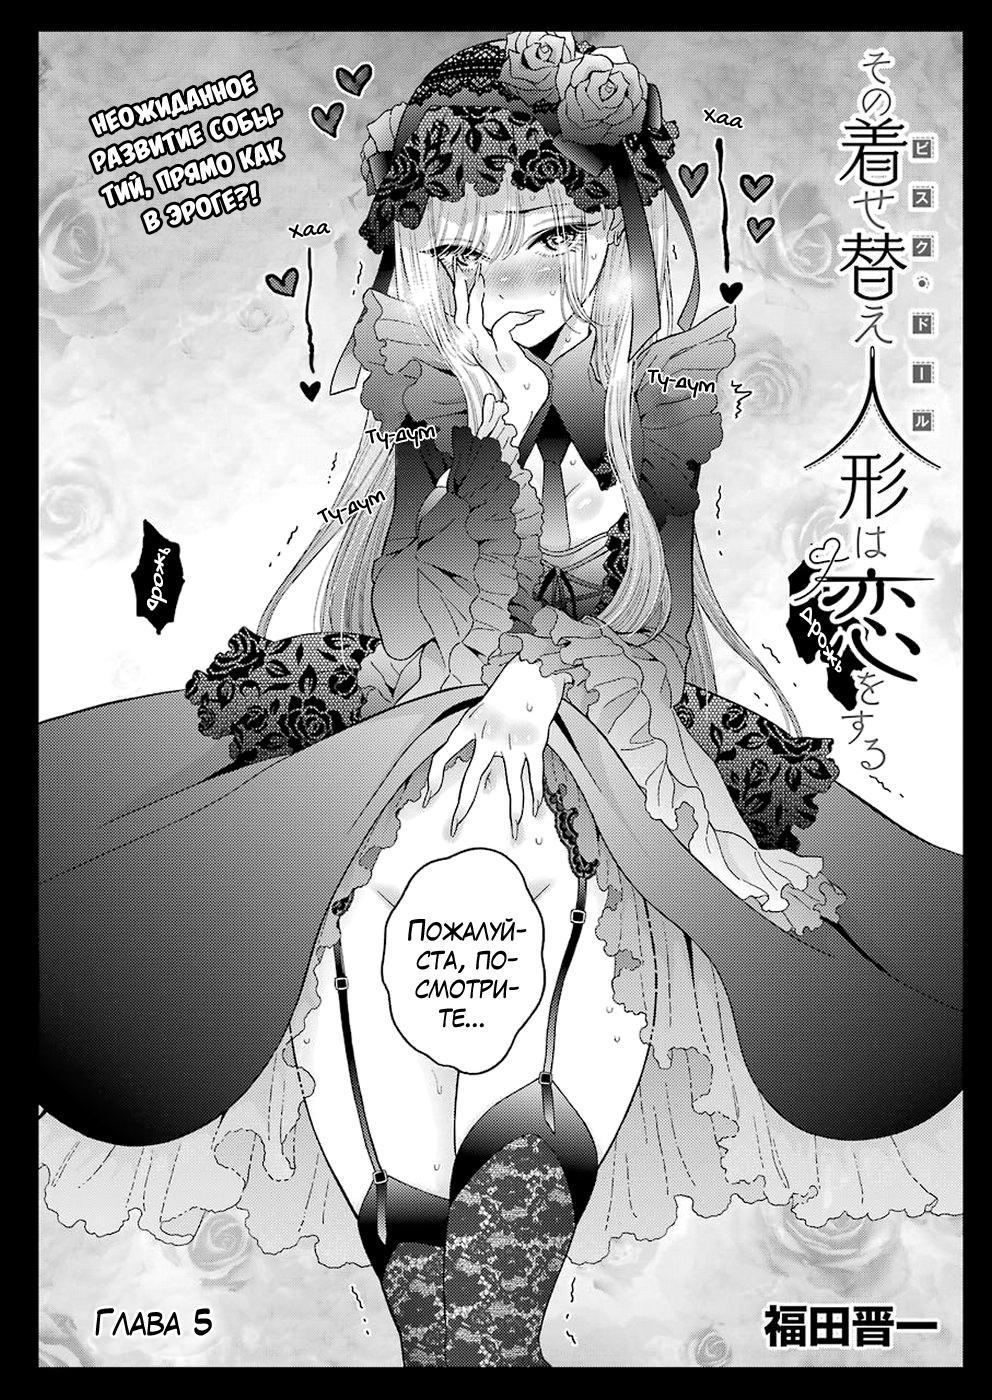 その着せ替え人形は恋をする
ビスク・ドール
НЕОЖИДАННОЕ
РАЗВИТИЕ СОБЫ-
ТИЙ, ПРЯМО КАК
В ЭРОГЕ?!
Хаа
Хаа
Ту-дум
Ту-дум
Ту-дум
Дрожь
Дрожь
ПОЖАЛУЙ-
СТА, ПО-
СМОТРИ-
ТЕ...
Глава 5
福田晋一